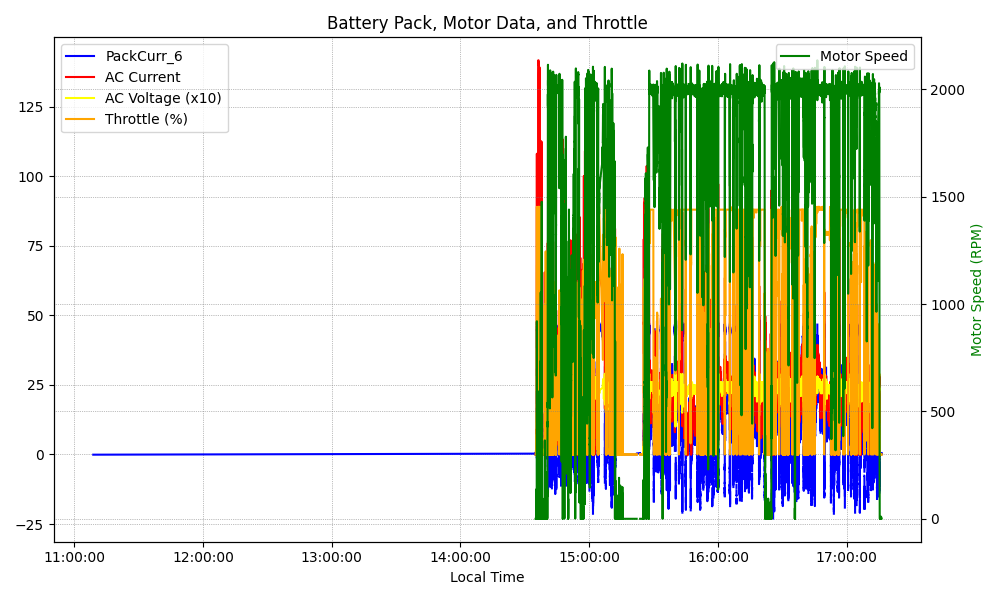 Battery Pack, Motor Data, and Throttle
PackCurr_6
AC Current
AC Voltage (x10)
Throttle (%)
Motor Speed
125
100
75
50
25
0
−25
2000
1500
1000
500
0
Motor Speed (RPM)
11:00:00
12:00:00
13:00:00
14:00:00
15:00:00
16:00:00
17:00:00
Local Time